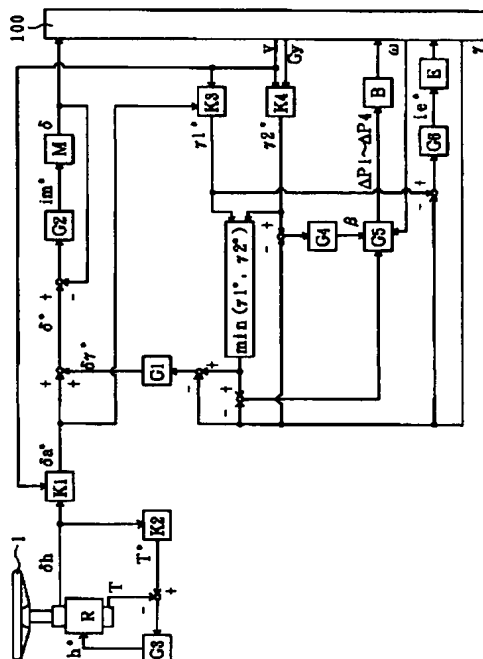 100
1
δh
R
T
h*
G3
T*
K2
K1
δa*
δγ*
δ*
G1
G2
im*
M
δ
K3
γ1*
K4
γ2*
V
Gy
min(γ1*, γ2*)
G4
β
G5
ΔP1~ΔP4
B
ω
G6
ie*
E
γ
+
-
+
+
+
-
+
-
+
-
+
-
+
-